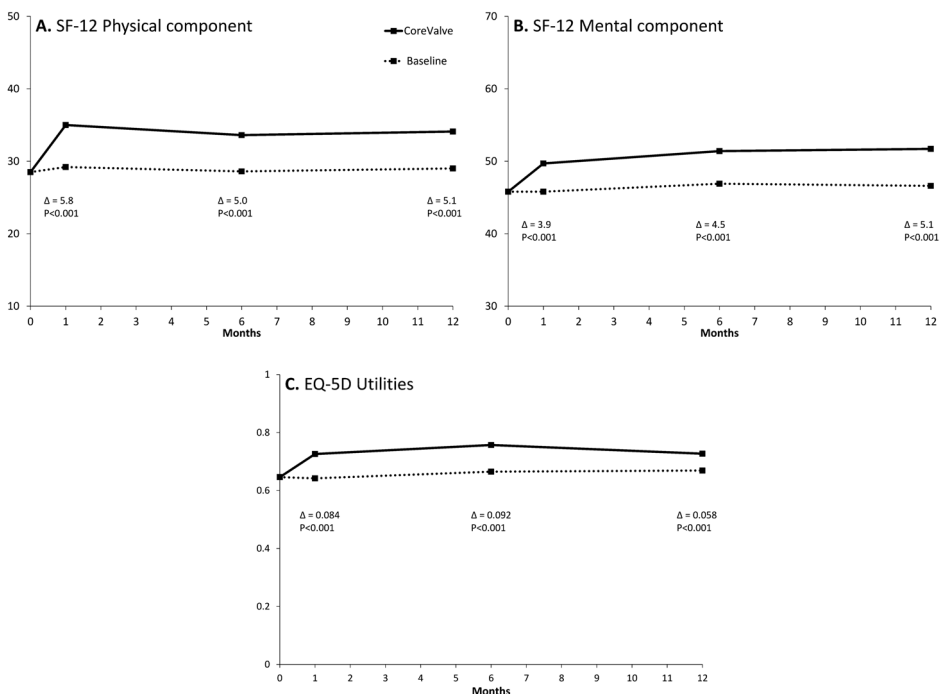 A. SF-12 Physical component
CoreValve
Baseline
50
40
30
20
10
Δ = 5.8
P<0.001
Δ = 5.0
P<0.001
Δ = 5.1
P<0.001
0 1 2 3 4 5 6 7 8 9 10 11 12
Months
B. SF-12 Mental component
70
60
50
40
30
Δ = 3.9
P<0.001
Δ = 4.5
P<0.001
Δ = 5.1
P<0.001
0 1 2 3 4 5 6 7 8 9 10 11 12
Months
C. EQ-5D Utilities
1
0.8
0.6
0.4
0.2
0
Δ = 0.084
P<0.001
Δ = 0.092
P<0.001
Δ = 0.058
P<0.001
0 1 2 3 4 5 6 7 8 9 10 11 12
Months